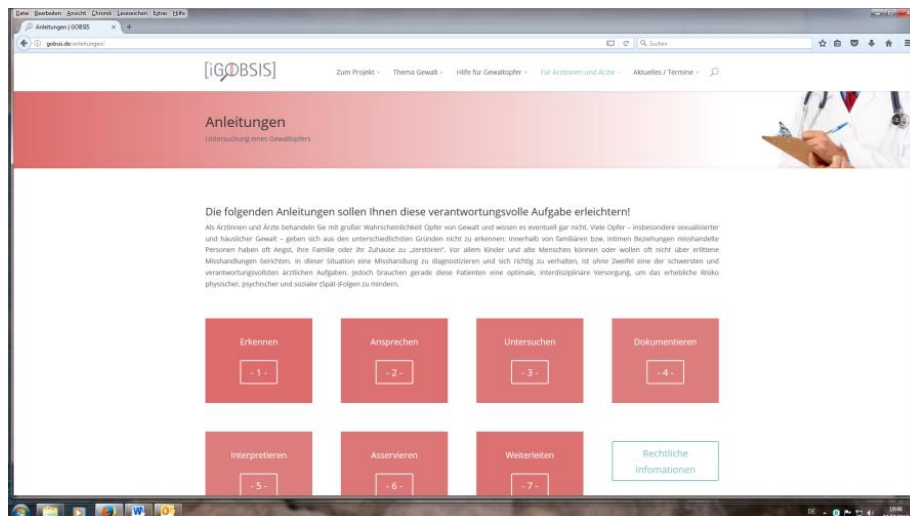 Datei Bearbeiten Ansicht Chronik Lesezeichen Extras Hilfe
Anleitungen | GOBSIS
gobsis.de/anleitungen/
Suchen
[iGOBSIS]
Zum Projekt Thema Gewalt Hilfe für Gewaltopfer Für Ärztinnen und Ärzte Aktuelles / Termine
Anleitungen
Untersuchung eines Gewaltopfers
Die folgenden Anleitungen sollen Ihnen diese verantwortungsvolle Aufgabe erleichtern!
Als Ärztinnen und Ärzte behandeln Sie mit großer Wahrscheinlichkeit Opfer von Gewalt und wissen es eventuell gar nicht. Viele Opfer – insbesondere sexualisierter
und häuslicher Gewalt – geben sich aus den unterschiedlichsten Gründen nicht zu erkennen: Innerhalb von familiären bzw. intimen Beziehungen misshandelte
Personen haben oft Angst, ihre Familie oder ihr Zuhause zu „zerstören“. Vor allem Kinder und alte Menschen können oder wollen oft nicht über erlittene
Misshandlungen berichten. In dieser Situation eine Misshandlung zu diagnostizieren und sich richtig zu verhalten, ist ohne Zweifel eine der schwersten und
verantwortungsvollsten ärztlichen Aufgaben. Jedoch brauchen gerade diese Patienten eine optimale, interdisziplinäre Versorgung, um das erhebliche Risiko
physischer, psychischer und sozialer (Spät-)Folgen zu mindern.
Erkennen
- 1 -
Ansprechen
- 2 -
Untersuchen
- 3 -
Dokumentieren
- 4 -
Interpretieren
- 5 -
Asservieren
- 6 -
Weiterleiten
- 7 -
Rechtliche
Infomationen
DE
19:46